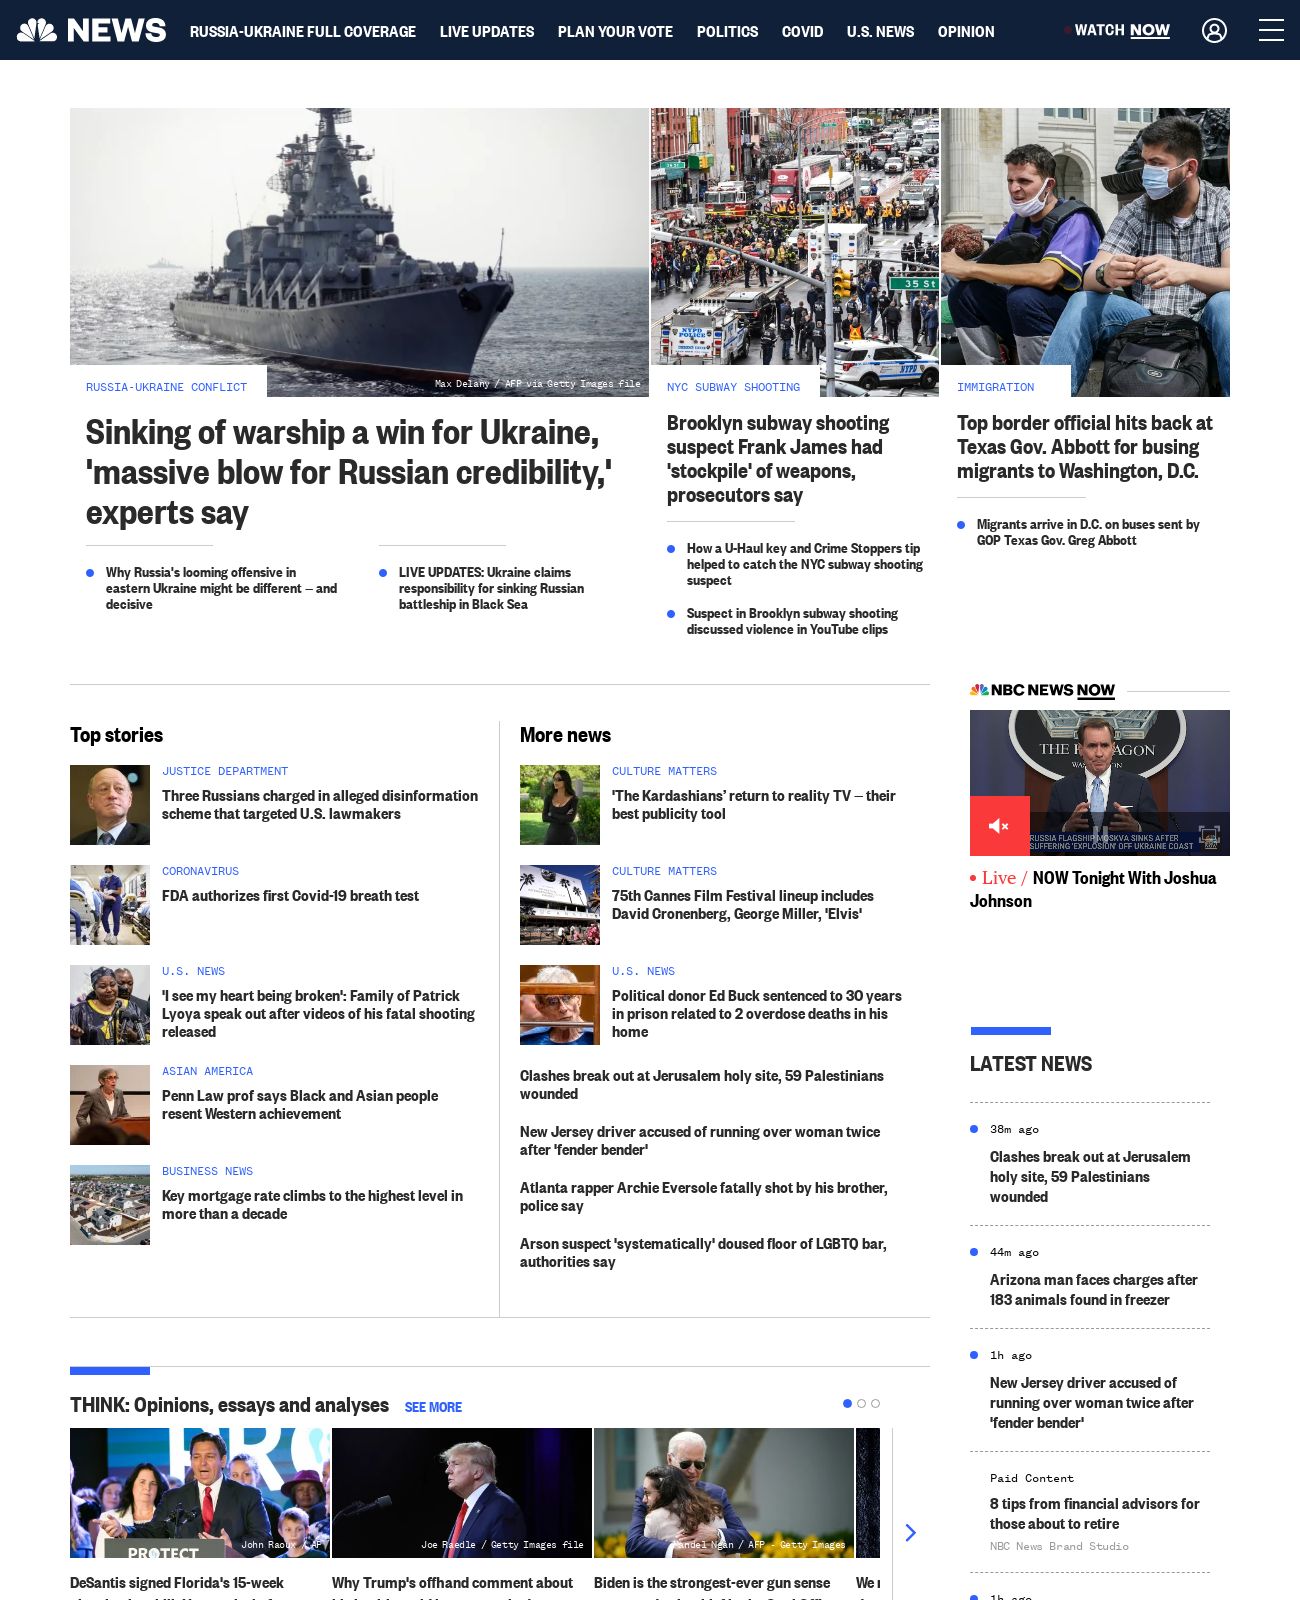 NEWS
RUSSIA-UKRAINE FULL COVERAGE
LIVE UPDATES
PLAN YOUR VOTE
POLITICS
COVID
U.S. NEWS
OPINION
WATCH NOW
35 St
NYPD
POLICE
NYPD
RUSSIA-UKRAINE CONFLICT
Max Delany / AFP via Getty Images file
Sinking of warship a win for Ukraine,
'massive blow for Russian credibility,'
experts say
Why Russia's looming offensive in
eastern Ukraine might be different — and
decisive
LIVE UPDATES: Ukraine claims
responsibility for sinking Russian
battleship in Black Sea
NYC SUBWAY SHOOTING
Brooklyn subway shooting
suspect Frank James had
'stockpile' of weapons,
prosecutors say
How a U-Haul key and Crime Stoppers tip
helped to catch the NYC subway shooting
suspect
Suspect in Brooklyn subway shooting
discussed violence in YouTube clips
IMMIGRATION
Top border official hits back at
Texas Gov. Abbott for busing
migrants to Washington, D.C.
Migrants arrive in D.C. on buses sent by
GOP Texas Gov. Greg Abbott
Top stories
JUSTICE DEPARTMENT
Three Russians charged in alleged disinformation
scheme that targeted U.S. lawmakers
CORONAVIRUS
FDA authorizes first Covid-19 breath test
U.S. NEWS
'I see my heart being broken': Family of Patrick
Lyoya speak out after videos of his fatal shooting
released
ASIAN AMERICA
Penn Law prof says Black and Asian people
resent Western achievement
BUSINESS NEWS
Key mortgage rate climbs to the highest level in
more than a decade
More news
CULTURE MATTERS
'The Kardashians’ return to reality TV — their
best publicity tool
CULTURE MATTERS
75th Cannes Film Festival lineup includes
David Cronenberg, George Miller, 'Elvis'
U.S. NEWS
Political donor Ed Buck sentenced to 30 years
in prison related to 2 overdose deaths in his
home
Clashes break out at Jerusalem holy site, 59 Palestinians
wounded
New Jersey driver accused of running over woman twice
after 'fender bender'
Atlanta rapper Archie Eversole fatally shot by his brother,
police say
Arson suspect 'systematically' doused floor of LGBTQ bar,
authorities say
NBC NEWS NOW
RUSSIA FLAGSHIP MOSKVA SINKS AFTER
SUFFERING 'EXPLOSION' OFF UKRAINE COAST
Live / NOW Tonight With Joshua
Johnson
LATEST NEWS
38m ago
Clashes break out at Jerusalem
holy site, 59 Palestinians
wounded
44m ago
Arizona man faces charges after
183 animals found in freezer
1h ago
New Jersey driver accused of
running over woman twice after
'fender bender'
Paid Content
8 tips from financial advisors for
those about to retire
NBC News Brand Studio
1h ago
THINK: Opinions, essays and analyses
SEE MORE
PROTECT
John Raoux / AP
Joe Raedle / Getty Images file
Mandel Ngan / AFP - Getty Images
DeSantis signed Florida's 15-week
Why Trump's offhand comment about
Biden is the strongest-ever gun sense
We